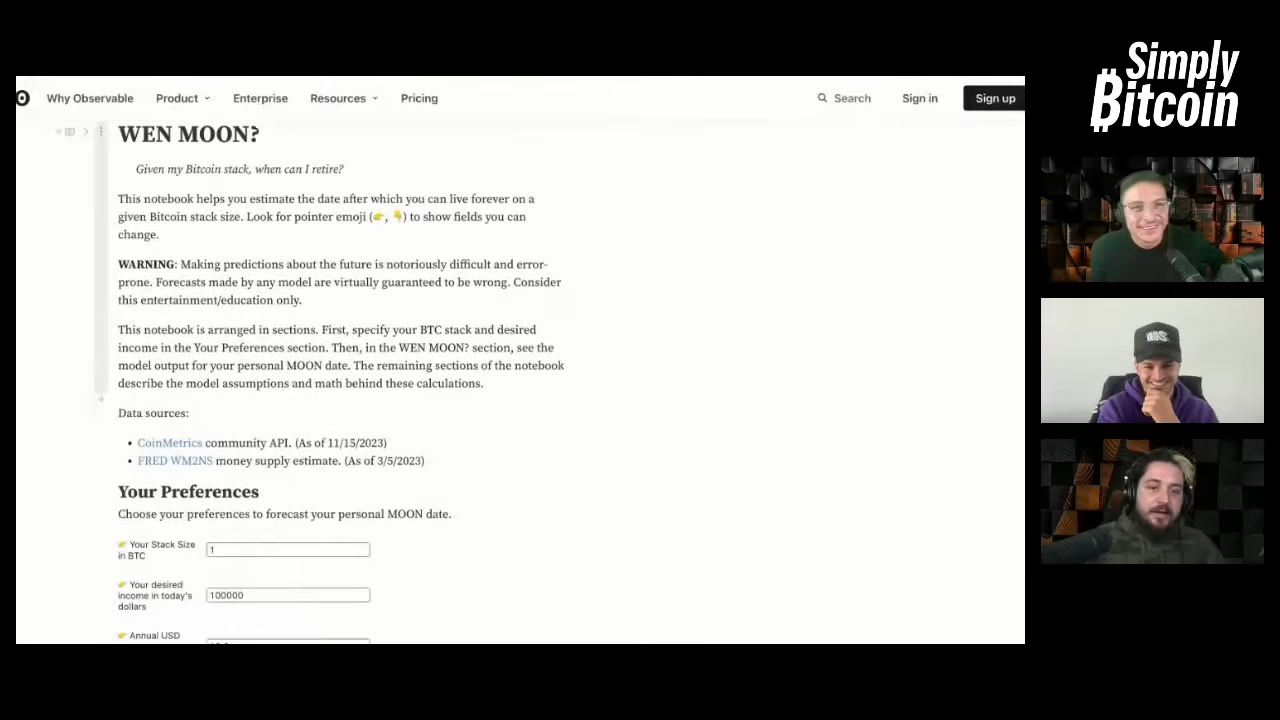 Simply
Bitcoin
Why Observable Product Enterprise Resources Pricing Search Sign in Sign up
WEN MOON?
Given my Bitcoin stack, when can I retire?
This notebook helps you estimate the date after which you can live forever on a
given Bitcoin stack size. Look for pointer emoji (👉, 👇) to show fields you can
change.
WARNING: Making predictions about the future is notoriously difficult and error-
prone. Forecasts made by any model are virtually guaranteed to be wrong. Consider
this entertainment/education only.
This notebook is arranged in sections. First, specify your BTC stack and desired
income in the Your Preferences section. Then, in the WEN MOON? section, see the
model output for your personal MOON date. The remaining sections of the notebook
describe the model assumptions and math behind these calculations.
Data sources:
• CoinMetrics community API. (As of 11/15/2023)
• FRED WM2NS money supply estimate. (As of 3/5/2023)
Your Preferences
Choose your preferences to forecast your personal MOON date.
👉 Your Stack Size
in BTC
1
👉 Your desired
income in today's
dollars
100000
👉 Annual USD